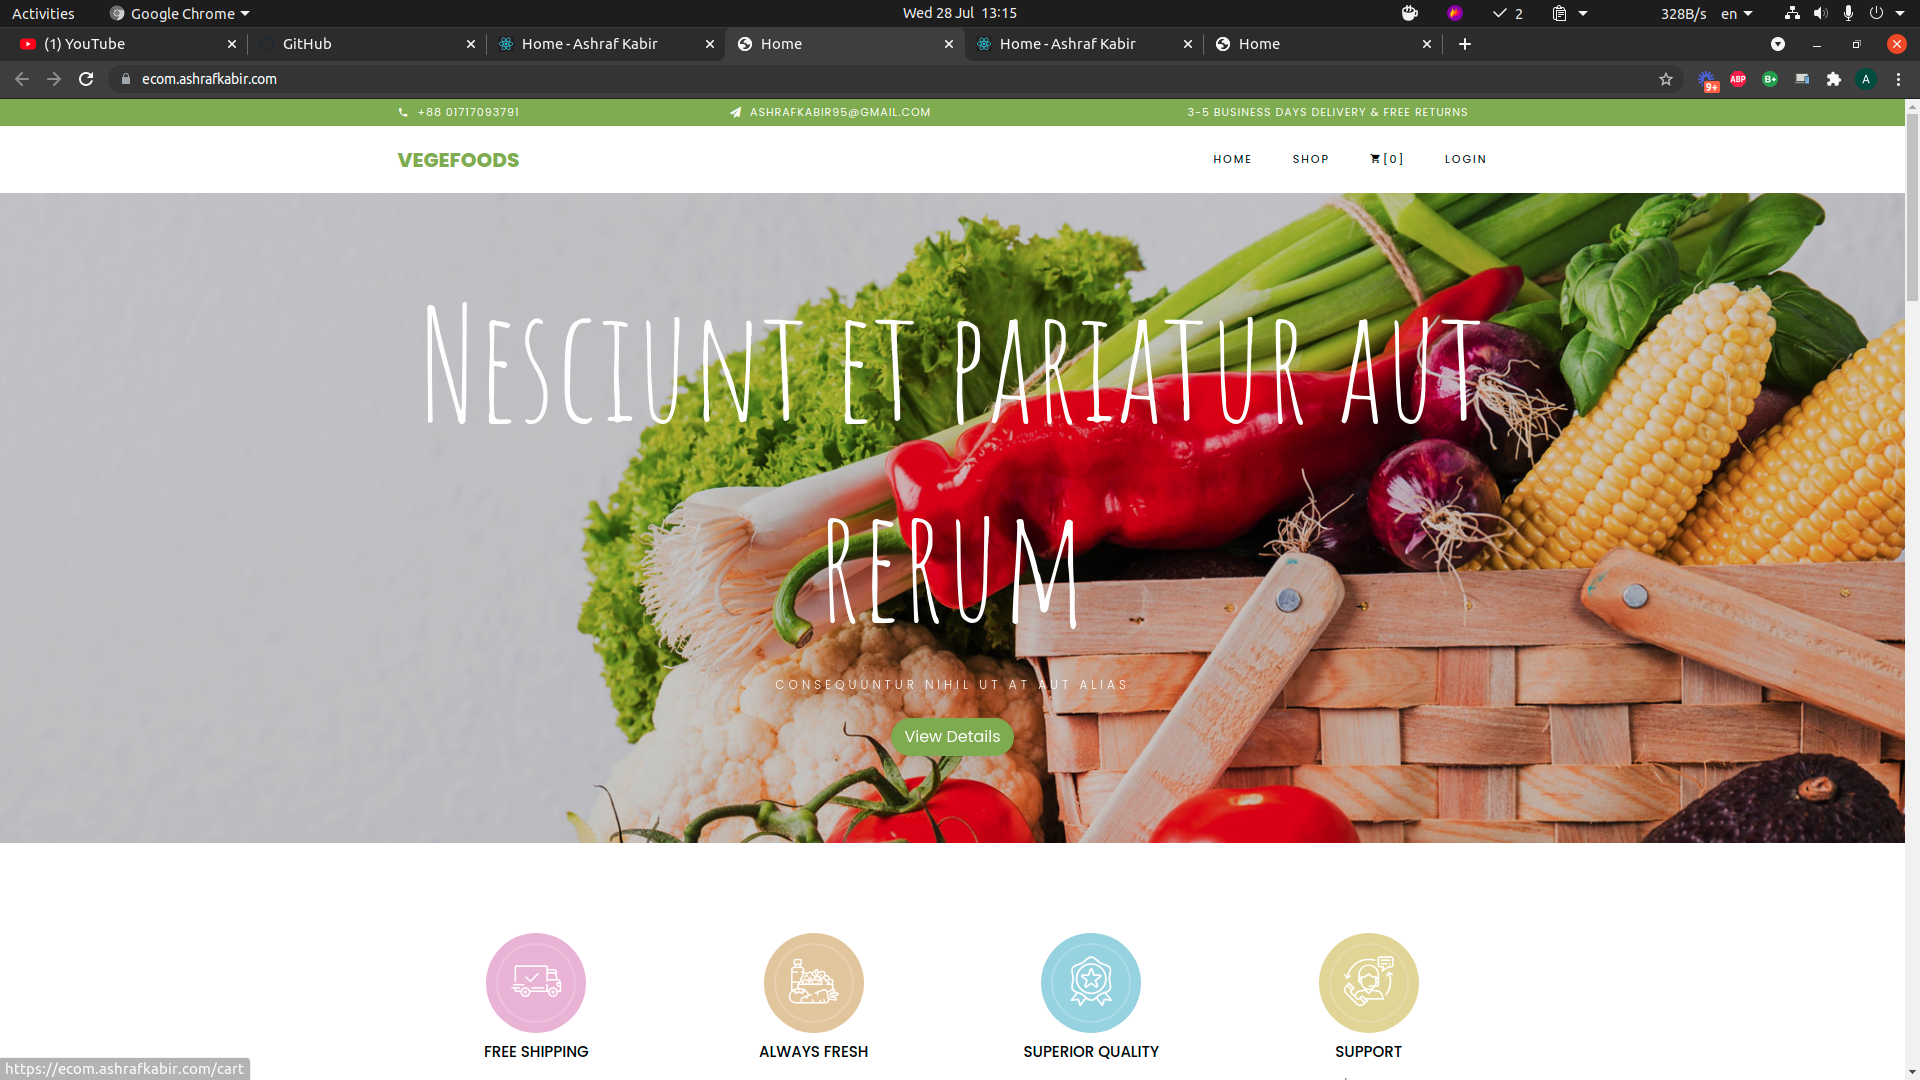 Activities
Google Chrome
Wed 28 Jul 13:15
2
328B/s
en
(1) YouTube
GitHub
Home - Ashraf Kabir
Home
Home - Ashraf Kabir
Home
ecom.ashrafkabir.com
9+
ABP
B+
A
+88 01717093791
ASHRAFKABIR95@GMAIL.COM
3-5 BUSINESS DAYS DELIVERY & FREE RETURNS
VEGEFOODS
HOME
SHOP
[0]
LOGIN
Nesciunt et pariatur aut
rerum
CONSEQUUNTUR NIHIL UT AT AUT ALIAS
View Details
FREE SHIPPING
ALWAYS FRESH
SUPERIOR QUALITY
SUPPORT
https://ecom.ashrafkabir.com/cart